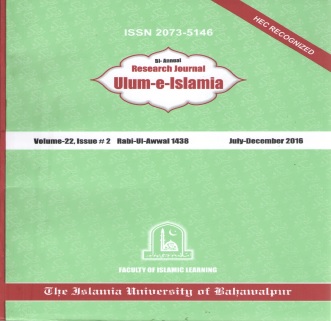 ISSN 2073-5146
HEC RECOGNIZED
Bi- Annual
Research Journal
Ulum-e-Islamia
Volume-22, Issue # 2 Rabi-Ul-Awwal 1438 July-December 2016
FACULTY OF ISLAMIC LEARNING
The Islamia University of Bahawalpur